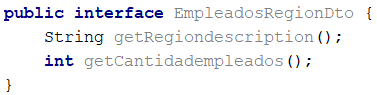 public interface EmpleadosRegionDto {
    String getRegiondescription();
    int getCantidadempleados();
}